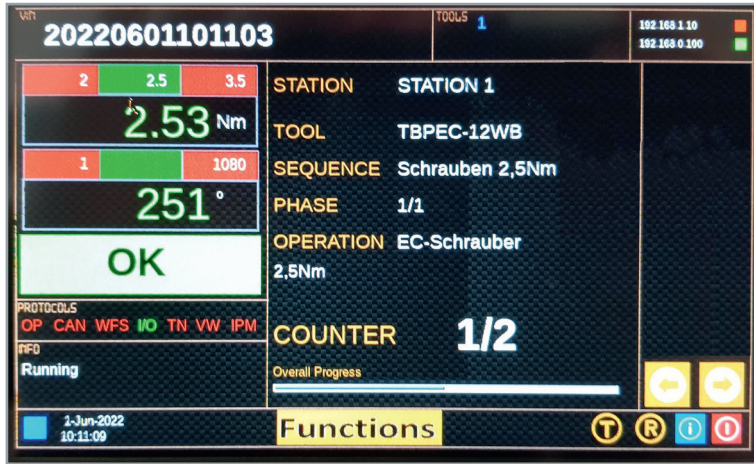 VIN
20220601101103
TOOLS 1
192.168.1.10
192.168.0.100
2 2.5 3.5
2.53 Nm
1 1080
251 °
OK
PROTOCOLS
OP CAN WFS I/O TN VW IPM
INFO
Running
STATION STATION 1
TOOL TBPEC-12WB
SEQUENCE Schrauben 2,5Nm
PHASE 1/1
OPERATION EC-Schrauber
2,5Nm
COUNTER 1/2
Overall Progress
1-Jun-2022
10:11:09
Functions
T R i